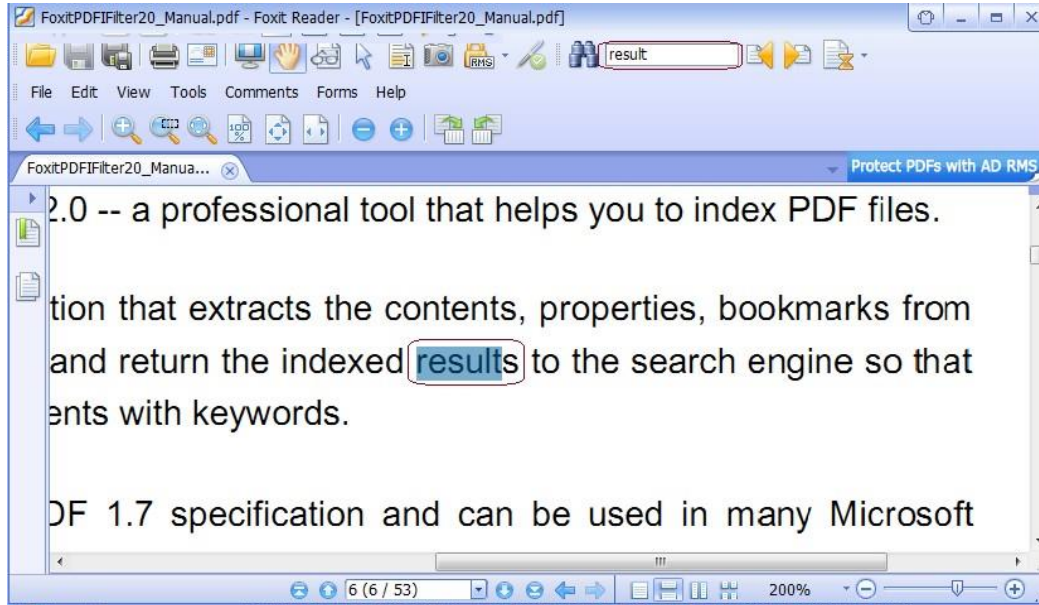 FoxitPDFIFilter20_Manual.pdf - Foxit Reader - [FoxitPDFIFilter20_Manual.pdf]
RMS
result
File Edit View Tools Comments Forms Help
100%
FoxitPDFIFilter20_Manua...
Protect PDFs with AD RMS
2.0 -- a professional tool that helps you to index PDF files.
tion that extracts the contents, properties, bookmarks from
and return the indexed results to the search engine so that
ents with keywords.
DF 1.7 specification and can be used in many Microsoft
6 (6 / 53)
200%